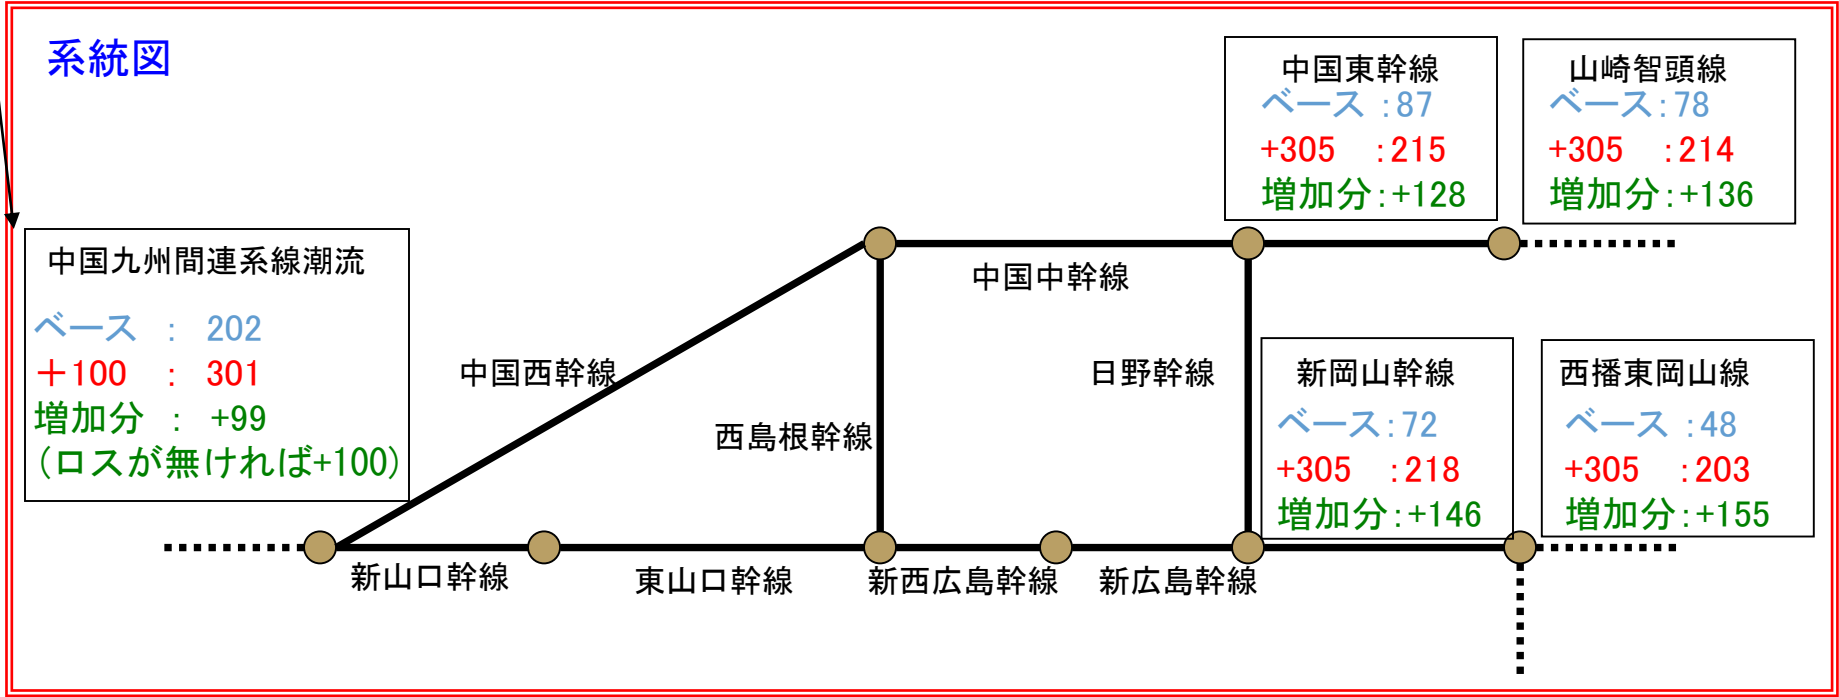 系統図
中国東幹線
ベース :87
+305 :215
増加分:+128
山崎智頭線
ベース:78
+305 :214
増加分:+136
中国九州間連系線潮流
ベース : 202
＋100 : 301
増加分 : +99
(ロスが無ければ+100)
中国中幹線
中国西幹線
西島根幹線
日野幹線
新岡山幹線
ベース:72
+305 :218
増加分:+146
西播東岡山線
ベース :48
+305 :203
増加分:+155
新山口幹線
東山口幹線
新西広島幹線
新広島幹線